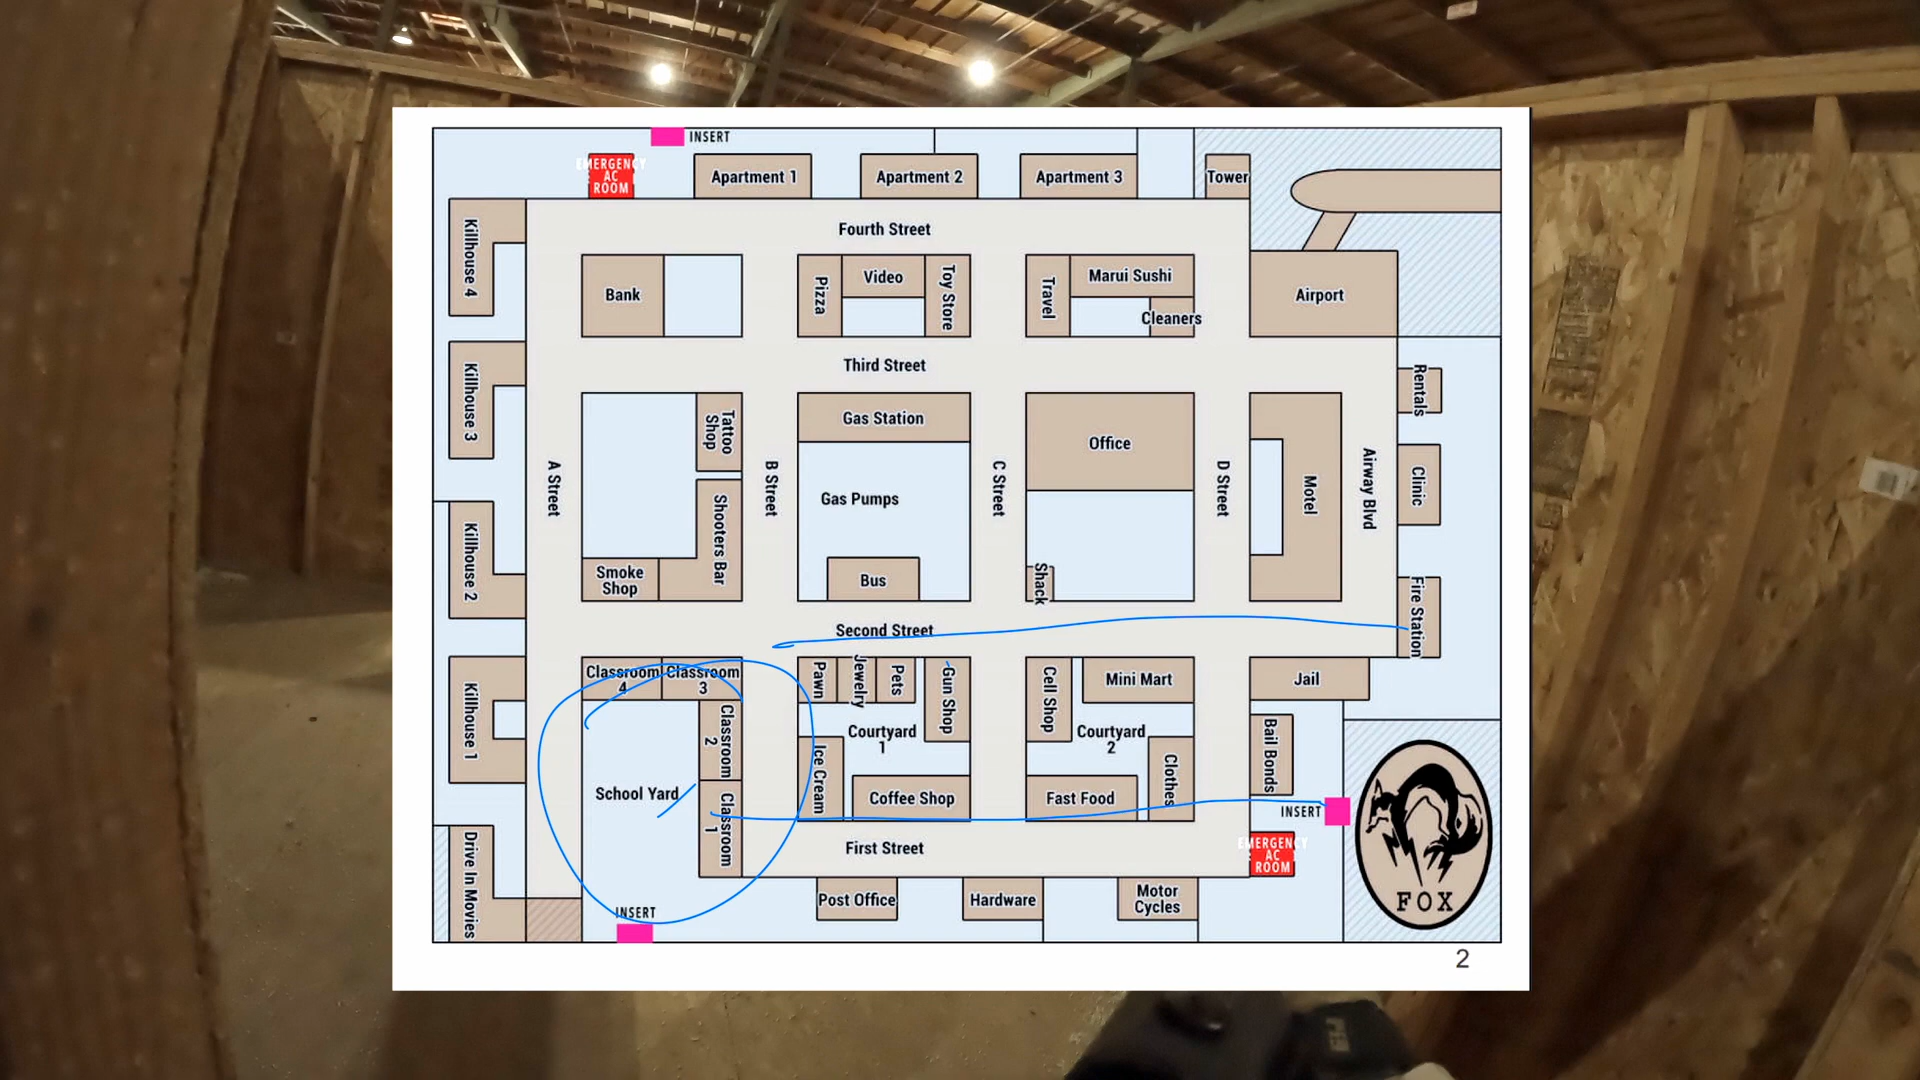 INSERT
EMERGENCY
AC
ROOM
Apartment 1
Apartment 2
Apartment 3
Tower
Killhouse 4
Fourth Street
Bank
Pizza
Video
Toy Store
Travel
Marui Sushi
Cleaners
Airport
Killhouse 3
Third Street
Rentals
Tattoo
Shop
Gas Station
Office
A Street
B Street
C Street
D Street
Motel
Airway Blvd
Clinic
Gas Pumps
Killhouse 2
Shooters Bar
Smoke
Shop
Bus
Shack
Fire Station
Second Street
Killhouse 1
Classroom
4
Classroom
3
Pawn
Jewelry
Pets
Gun Shop
Cell Shop
Mini Mart
Jail
Classroom
2
Courtyard
1
Courtyard
2
Bail Bonds
School Yard
Classroom
1
Ice Cream
Coffee Shop
Fast Food
Clothes
INSERT
First Street
EMERGENCY
AC
ROOM
FOX
Drive In Movies
INSERT
Post Office
Hardware
Motor
Cycles
2